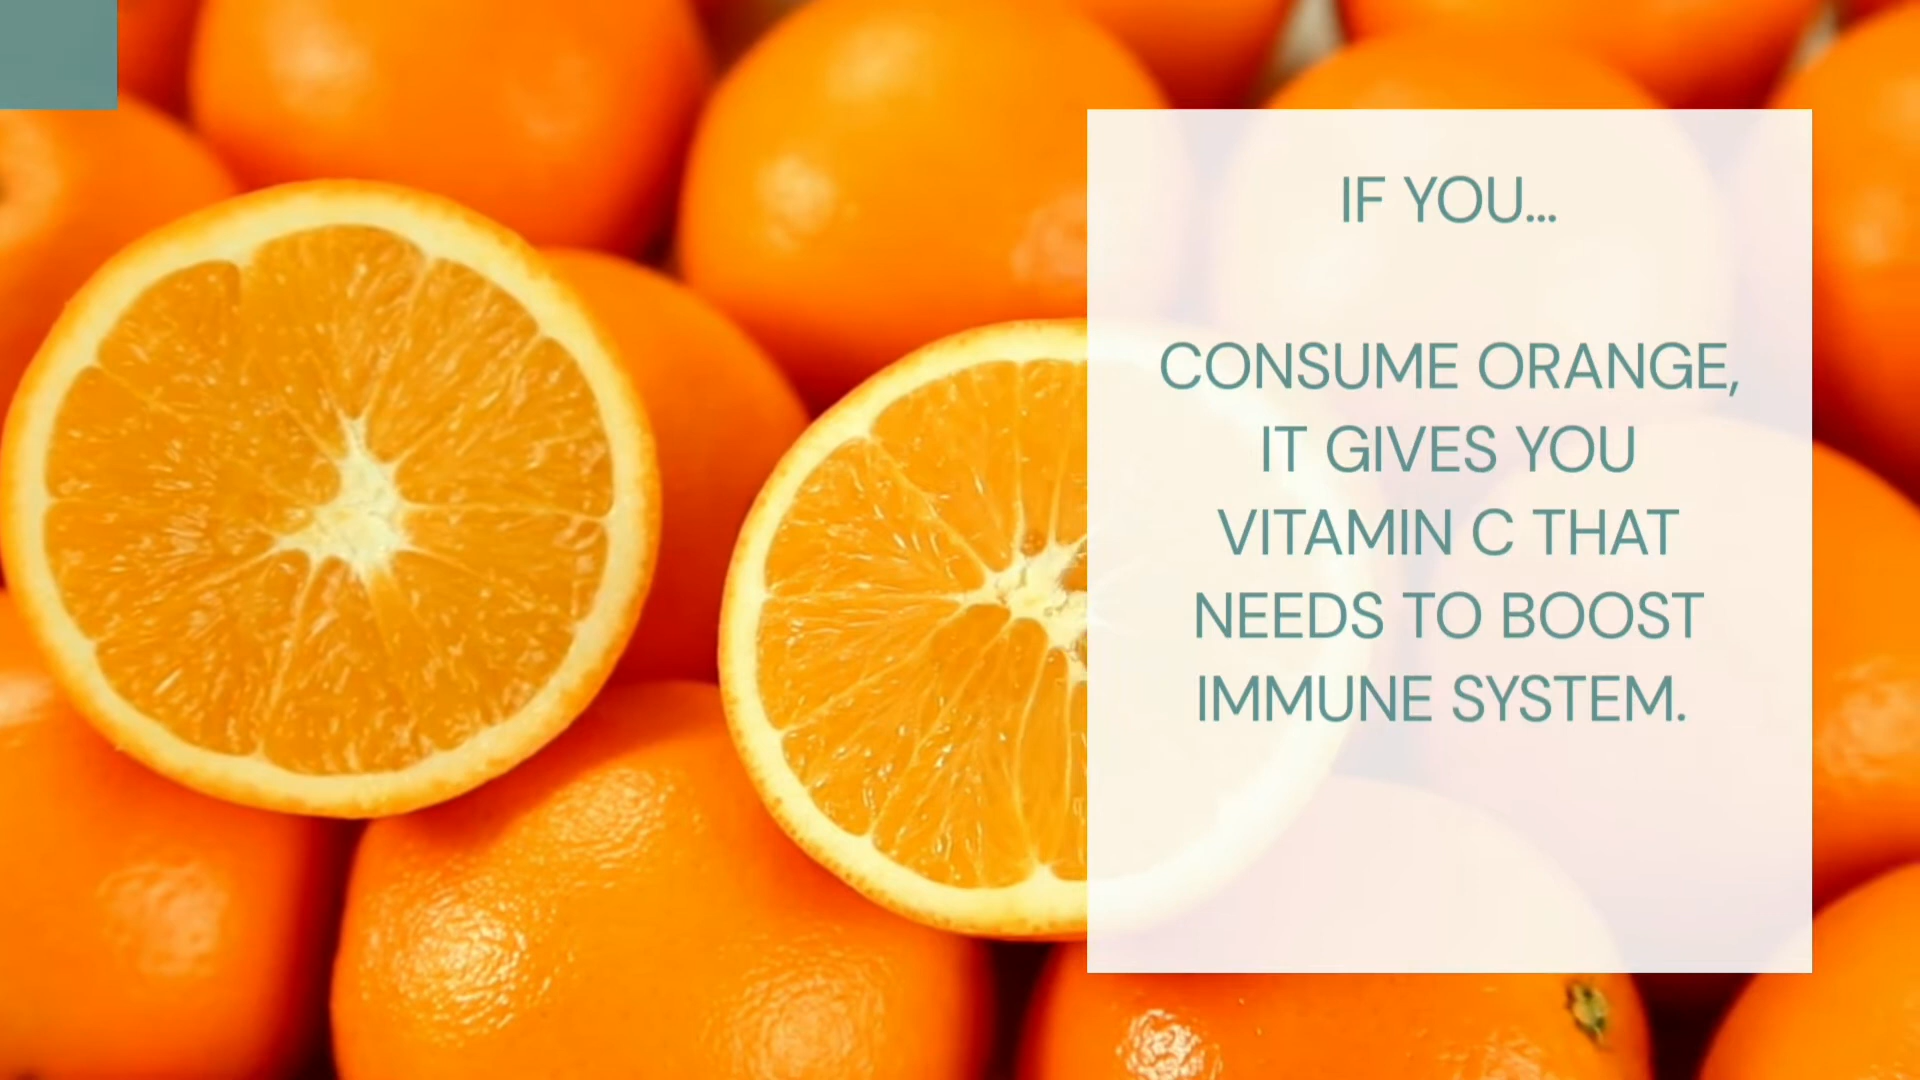 IF YOU...
CONSUME ORANGE,
IT GIVES YOU
VITAMIN C THAT
NEEDS TO BOOST
IMMUNE SYSTEM.